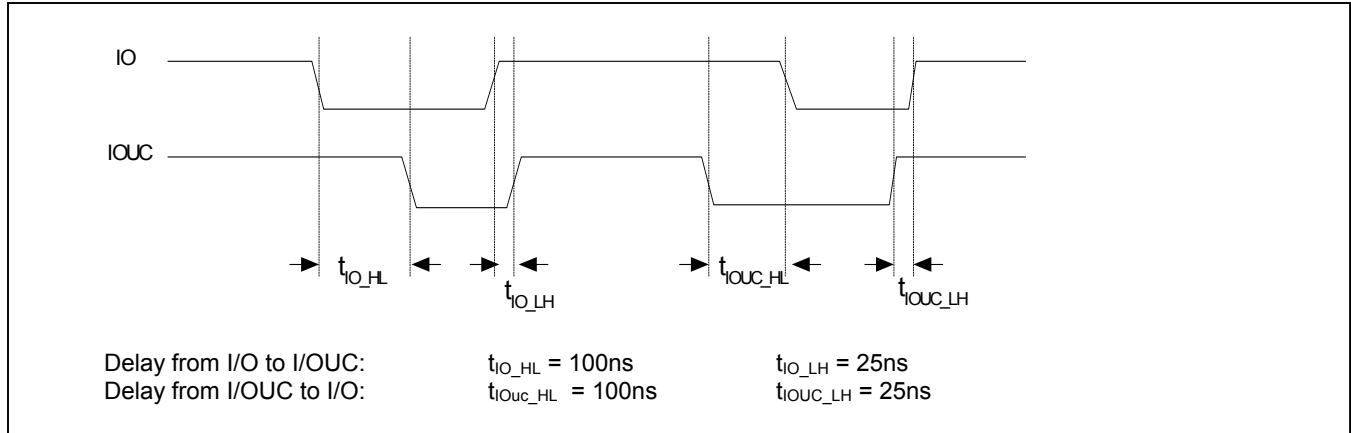 IO
IOUC
tIO_HL
tIO_LH
tIOUC_HL
tIOUC_LH
Delay from I/O to I/OUC: tIO_HL = 100ns tIO_LH = 25ns
Delay from I/OUC to I/O: tIOuc_HL = 100ns tIOUC_LH = 25ns